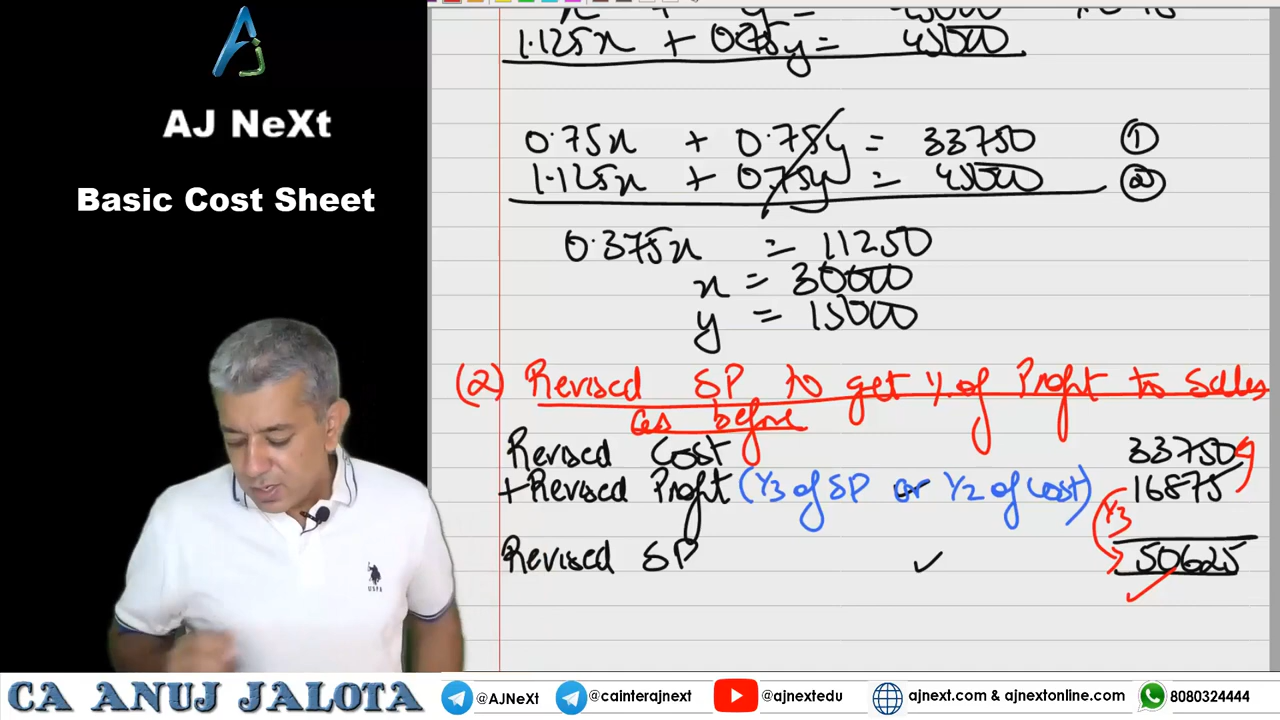 AJ NeXt
Basic Cost Sheet
1.125x + 0.75y = 45000
0.75x + 0.75y = 33750 ①
1.125x + 0.75y = 45000 ②
0.375x = 11250
x = 30000
y = 15000
(2) Revised SP to get % of Profit to Sales
as before
Revised Cost 33750
+Revised Profit (1/3 of SP or 1/2 of Cost) 16875
1/3
Revised SP 50625
USPA
CA ANUJ JALOTA @AJNeXt @cainterajnext @ajnextedu ajnext.com & ajnextonline.com 8080324444